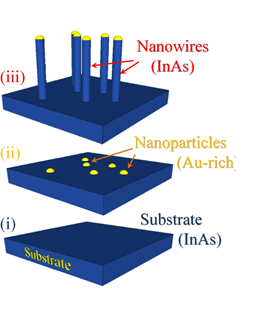 Nanowires
(InAs)
(iii)
Nanoparticles
(Au-rich)
(ii)
(i)
Substrate
(InAs)
Substrate